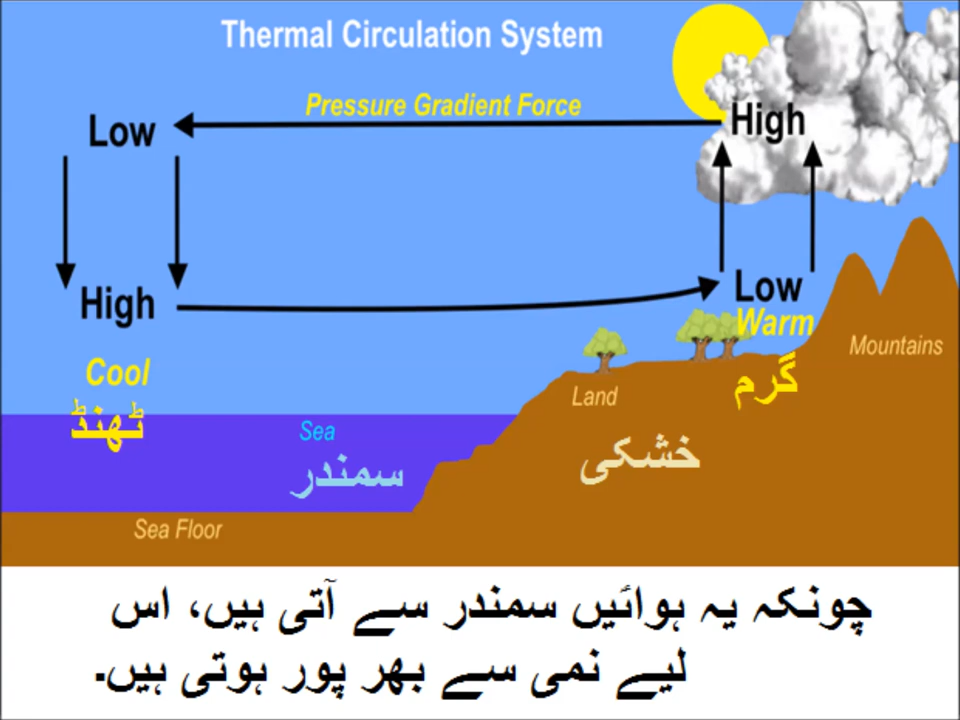 Thermal Circulation System
Pressure Gradient Force
Low
High
High
Low
Warm
Mountains
Cool
گرم
Land
ٹھنڈ
Sea
خشکی
سمندر
Sea Floor
چونکہ یہ ہوائیں سمندر سے آتی ہیں، اس
لیے نمی سے بھر پور ہوتی ہیں۔